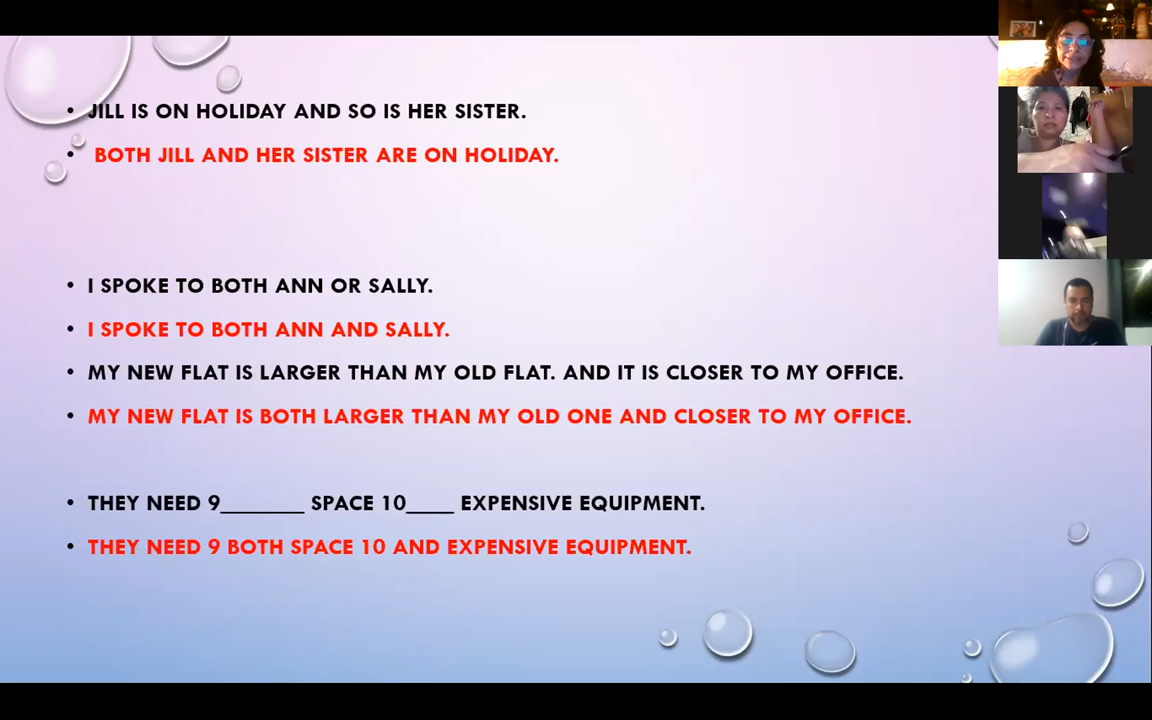 • JILL IS ON HOLIDAY AND SO IS HER SISTER.
• BOTH JILL AND HER SISTER ARE ON HOLIDAY.
• I SPOKE TO BOTH ANN OR SALLY.
• I SPOKE TO BOTH ANN AND SALLY.
• MY NEW FLAT IS LARGER THAN MY OLD FLAT. AND IT IS CLOSER TO MY OFFICE.
• MY NEW FLAT IS BOTH LARGER THAN MY OLD ONE AND CLOSER TO MY OFFICE.
• THEY NEED 9________ SPACE 10____ EXPENSIVE EQUIPMENT.
• THEY NEED 9 BOTH SPACE 10 AND EXPENSIVE EQUIPMENT.